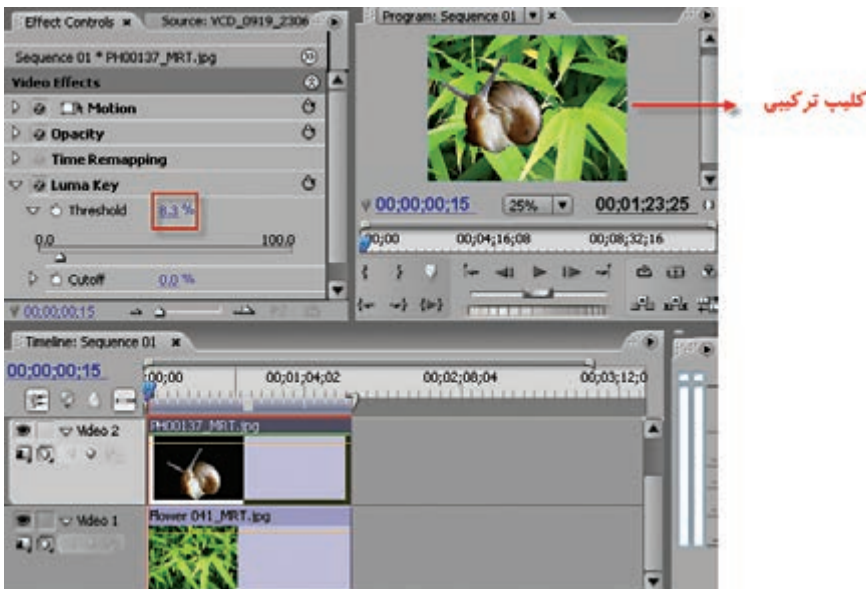 Effect Controls × Source: VCD_0919_2306
Sequence 01 * PH00137_MRT.jpg
Video Effects
Motion
Opacity
Time Remapping
Luma Key
Threshold 8.3 %
0.0 100.0
Cutoff 0.0 %
00;00;00;15
Program: Sequence 01 ×
کلیپ ترکیبی
00;00;00;15 25% 00;01;23;25
00;00 00;04;16;08 00;08;32;16
Timeline: Sequence 01 ×
00;00;00;15
00;00 00;01;04;02 00;02;08;04 00;03;12;0
Video 2
PH00137_MRT.jpg
Video 1
Flower 041_MRT.jpg